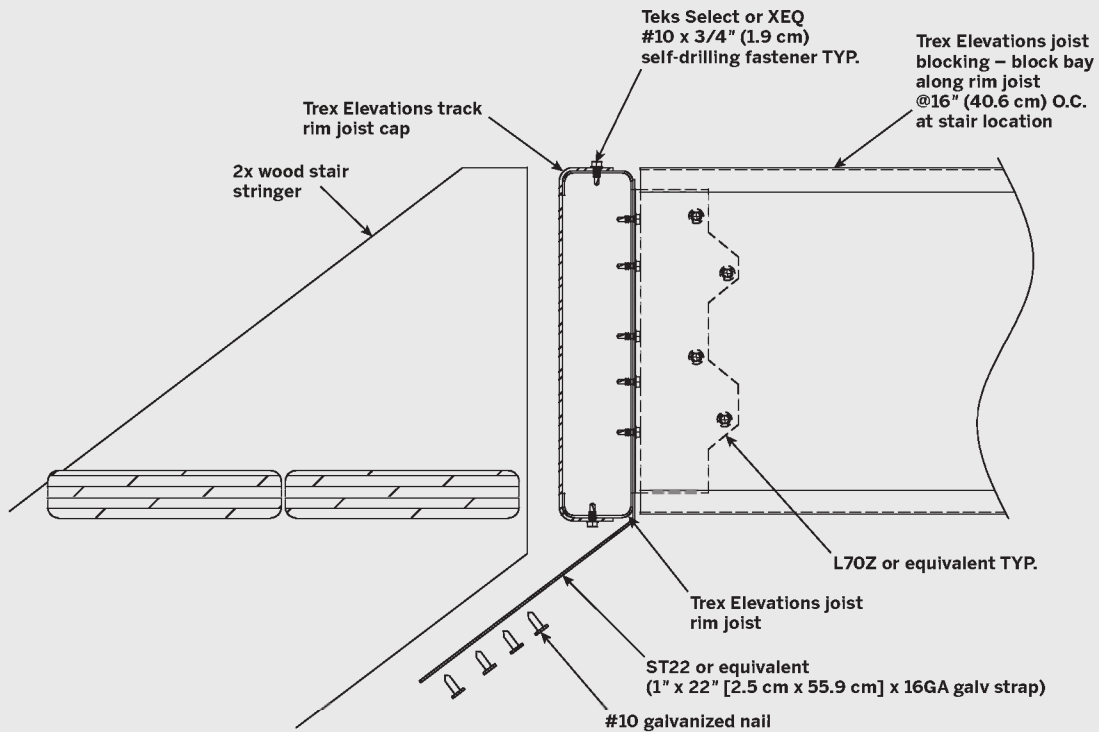 Teks Select or XEQ
#10 x 3/4" (1.9 cm)
self-drilling fastener TYP.
Trex Elevations joist
blocking – block bay
along rim joist
@16" (40.6 cm) O.C.
at stair location
Trex Elevations track
rim joist cap
2x wood stair
stringer
L70Z or equivalent TYP.
Trex Elevations joist
rim joist
ST22 or equivalent
(1" x 22" [2.5 cm x 55.9 cm] x 16GA galv strap)
#10 galvanized nail